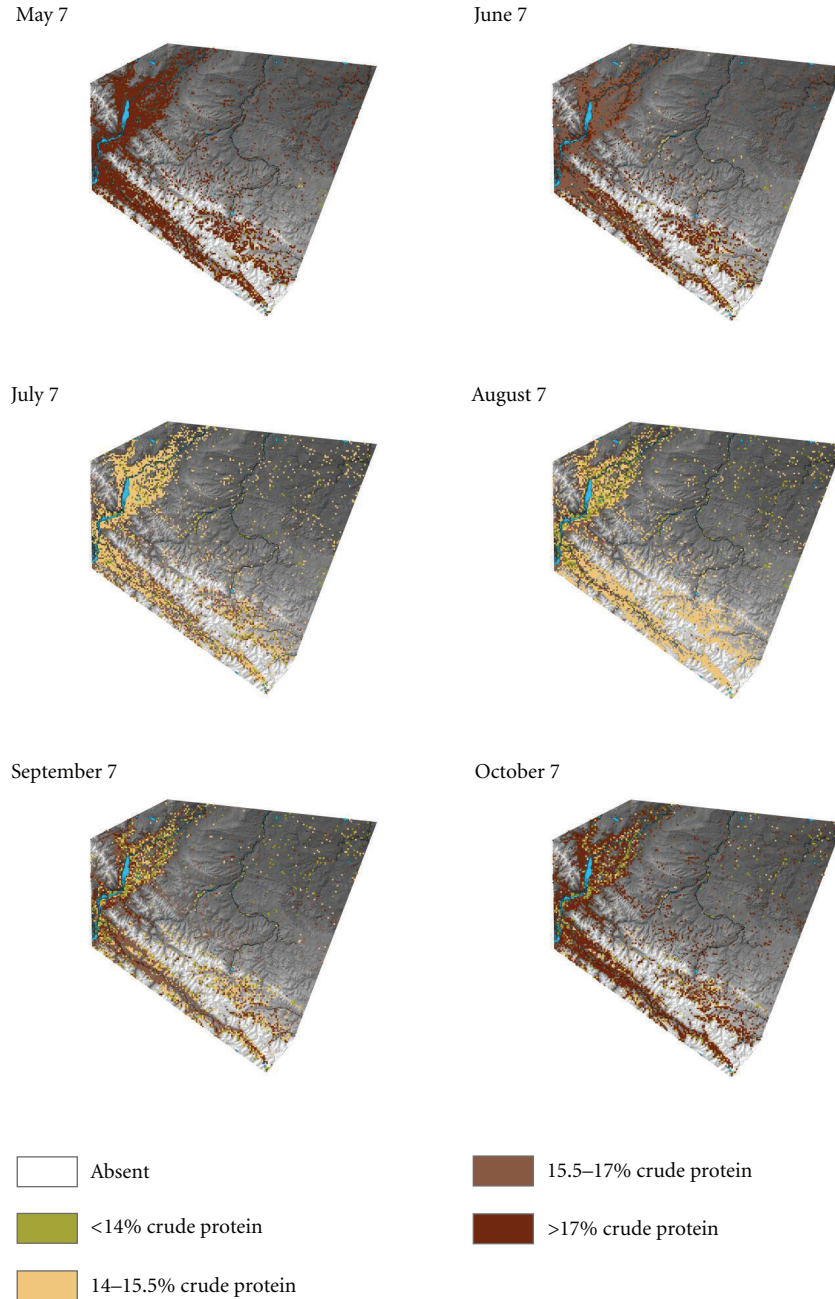 May 7
June 7
July 7
August 7
September 7
October 7
Absent
<14% crude protein
14–15.5% crude protein
15.5–17% crude protein
>17% crude protein